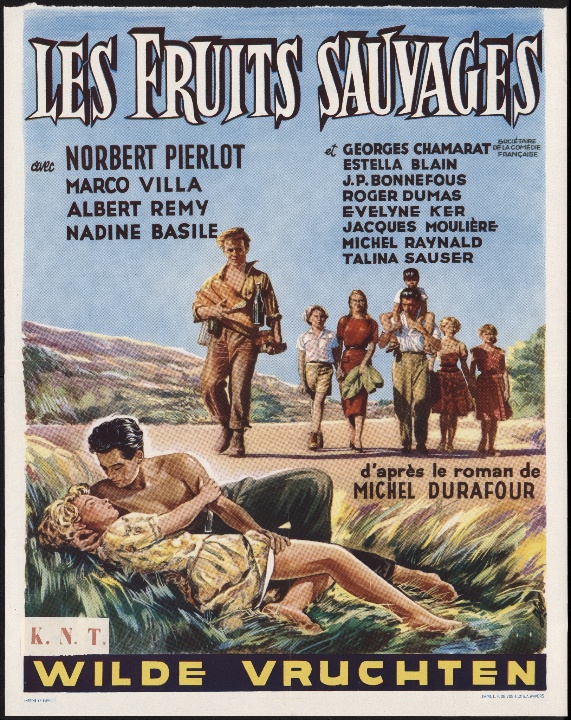 LES FRUITS SAUVAGES
avec NORBERT PIERLOT
MARCO VILLA
ALBERT REMY
NADINE BASILE
et GEORGES CHAMARAT SOCIÉTAIRE DE LA COMÉDIE FRANÇAISE
ESTELLA BLAIN
J.P. BONNEFOUS
ROGER DUMAS
EVELYNE KER
JACQUES MOULIÈRE
MICHEL RAYNALD
TALINA SAUSER
d'après le roman de
MICHEL DURAFOUR
K. N. T.
WILDE VRUCHTEN